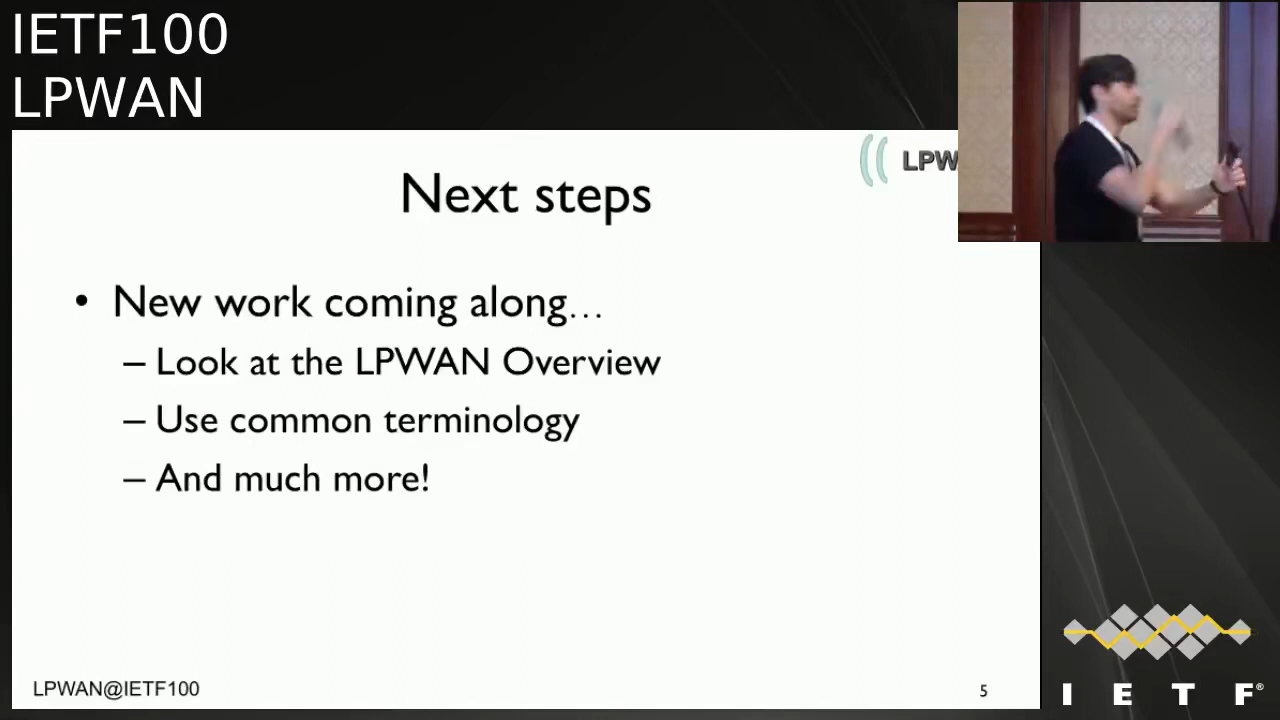 IETF100
LPWAN
LPW
Next steps
• New work coming along…
– Look at the LPWAN Overview
– Use common terminology
– And much more!
LPWAN@IETF100
5
I E T F®